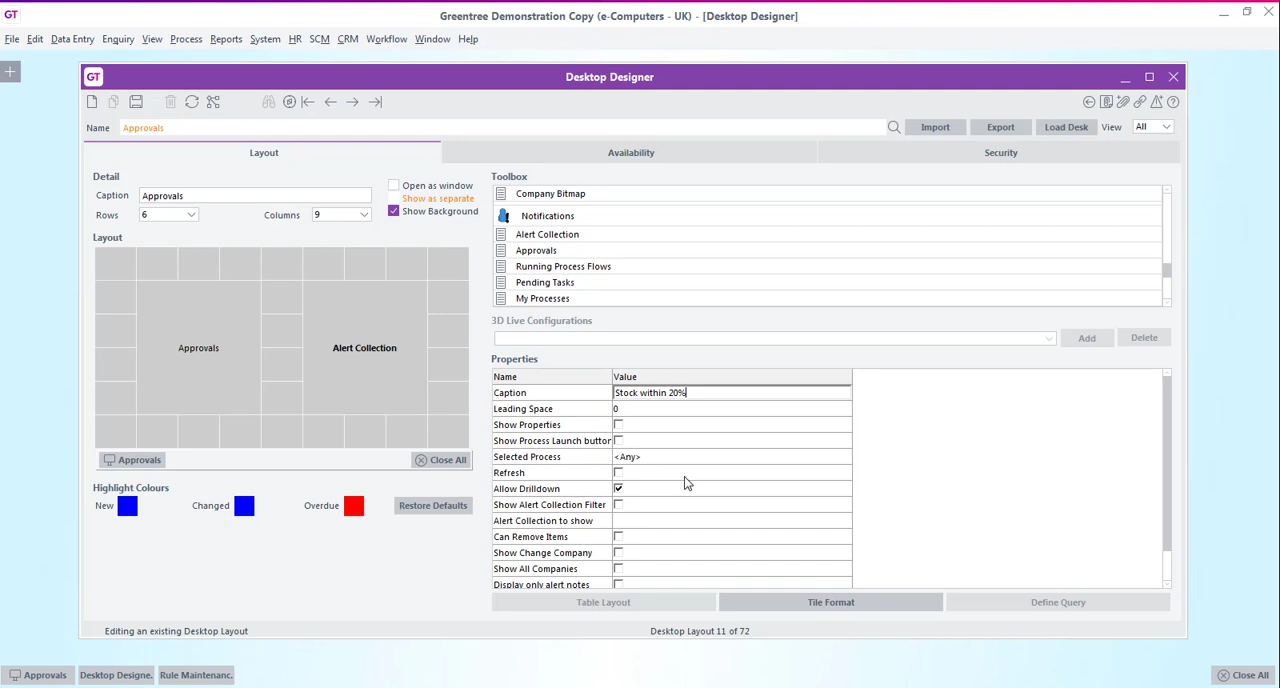 GT
Greentree Demonstration Copy (e-Computers - UK) - [Desktop Designer]
File Edit Data Entry Enquiry View Process Reports System HR SCM CRM Workflow Window Help
GT Desktop Designer
Name Approvals Import Export Load Desk View All
Layout Availability Security
Detail
Caption Approvals
Rows 6 Columns 9
Open as window
Show as separate
Show Background
Layout
Approvals Alert Collection
Approvals Close All
Highlight Colours
New Changed Overdue Restore Defaults
Toolbox
Company Bitmap
Notifications
Alert Collection
Approvals
Running Process Flows
Pending Tasks
My Processes
3D Live Configurations
Add Delete
Properties
Name Value
Caption Stock within 20%
Leading Space 0
Show Properties
Show Process Launch button
Selected Process <Any>
Refresh
Allow Drilldown
Show Alert Collection Filter
Alert Collection to show
Can Remove Items
Show Change Company
Show All Companies
Display only alert notes
Table Layout Tile Format Define Query
Editing an existing Desktop Layout Desktop Layout 11 of 72
Approvals Desktop Designe. Rule Maintenanc. Close All